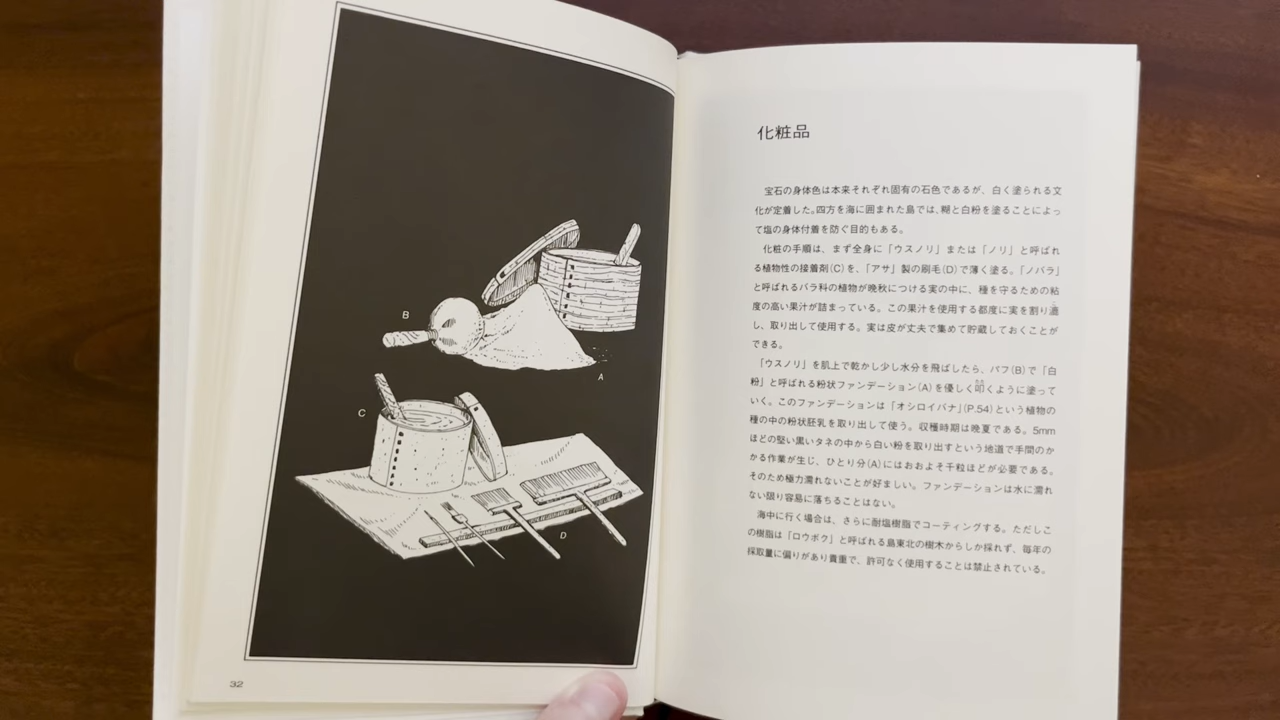 B
A
C
D
32
化粧品
宝石の身体色は本来それぞれ固有の石色であるが、白く塗られる文
化が定着した。四方を海に囲まれた島では、糊と白粉を塗ることによっ
て塩の身体付着を防ぐ目的もある。
化粧の手順は、まず全身に「ウスノリ」または「ノリ」と呼ばれ
る植物性の接着剤(C)を、「アサ」製の刷毛(D)で薄く塗る。「ノバラ」
と呼ばれるバラ科の植物が晩秋につける実の中に、種を守るための粘
度の高い果汁が詰まっている。この果汁を使用する都度に実を割り漉
し、取り出して使用する。実は皮が丈夫で集めて貯蔵しておくことが
できる。
「ウスノリ」を肌上で乾かし少し水分を飛ばしたら、パフ(B)で「白
粉」と呼ばれる粉状ファンデーション(A)を優しく叩くように塗って
いく。このファンデーションは「オシロイバナ」(P.54)という植物の
種の中の粉状胚乳を取り出して使う。収穫時期は晩夏である。5mm
ほどの堅い黒いタネの中から白い粉を取り出すという地道で手間のか
かる作業が生じ、ひとり分(A)にはおおよそ千粒ほどが必要である。
そのため極力濡れないことが好ましい。ファンデーションは水に濡れ
ない限り容易に落ちることはない。
海中に行く場合は、さらに耐塩樹脂でコーティングする。ただしこ
の樹脂は「ロウボク」と呼ばれる島東北の樹木からしか採れず、毎年の
採取量に偏りがあり貴重で、許可なく使用することは禁止されている。